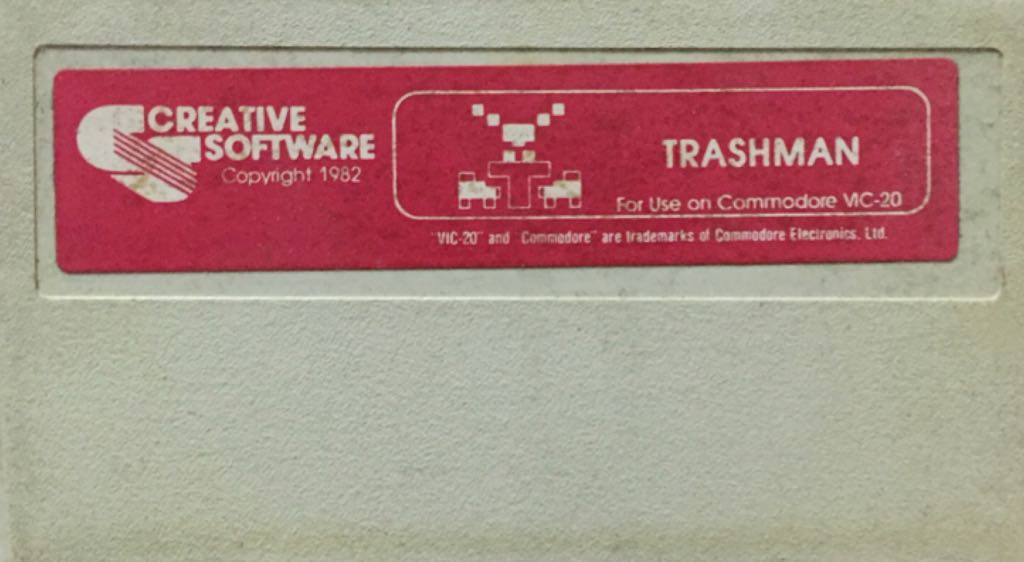 CREATIVE
SOFTWARE
Copyright 1982
TRASHMAN
For Use on Commodore VIC-20
"VIC-20" and "Commodore" are trademarks of Commodore Electronics, Ltd.